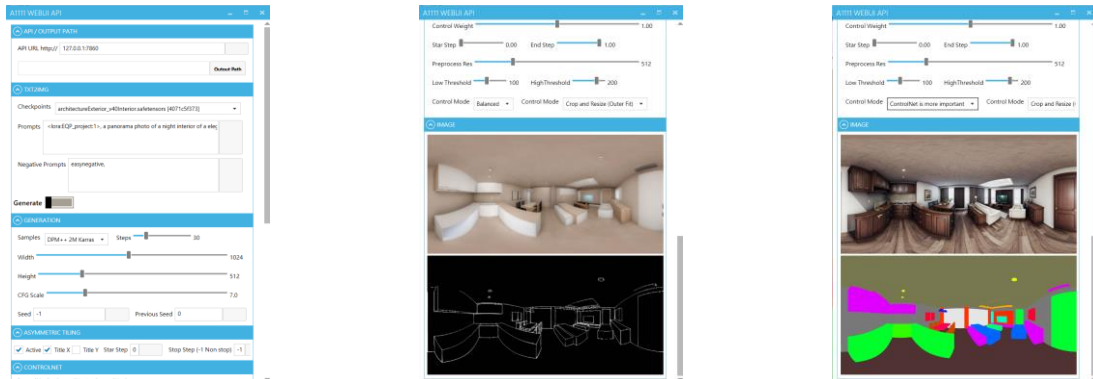 A1111 WEBUI API
API / OUTPUT PATH
API URL http:// 127.0.0.1:7860
Output Path
TXT2IMG
Checkpoints architectureExterior_v40Interior.safetensors [4071c5f373]
Prompts <lora:EQP_project:1>, a panorama photo of a night interior of a eleg
Negative Prompts easynegative,
Generate
GENERATION
Samples DPM++ 2M Karras Steps 30
Width 1024
Height 512
CFG Scale 7.0
Seed -1 Previous Seed 0
ASYMMETRIC TILING
Active Title X Title Y Star Step 0 Stop Step (-1 Non stop) -1
CONTROLNET
A1111 WEBUI API
Control Weight 1.00
Star Step 0.00 End Step 1.00
Preprocess Res 512
Low Threshold 100 HighThreshold 200
Control Mode Balanced Control Mode Crop and Resize (Outer Fit)
IMAGE
A1111 WEBUI API
Control Weight 1.00
Star Step 0.00 End Step 1.00
Preprocess Res 512
Low Threshold 100 HighThreshold 200
Control Mode ControlNet is more important Control Mode Crop and Resize (
IMAGE